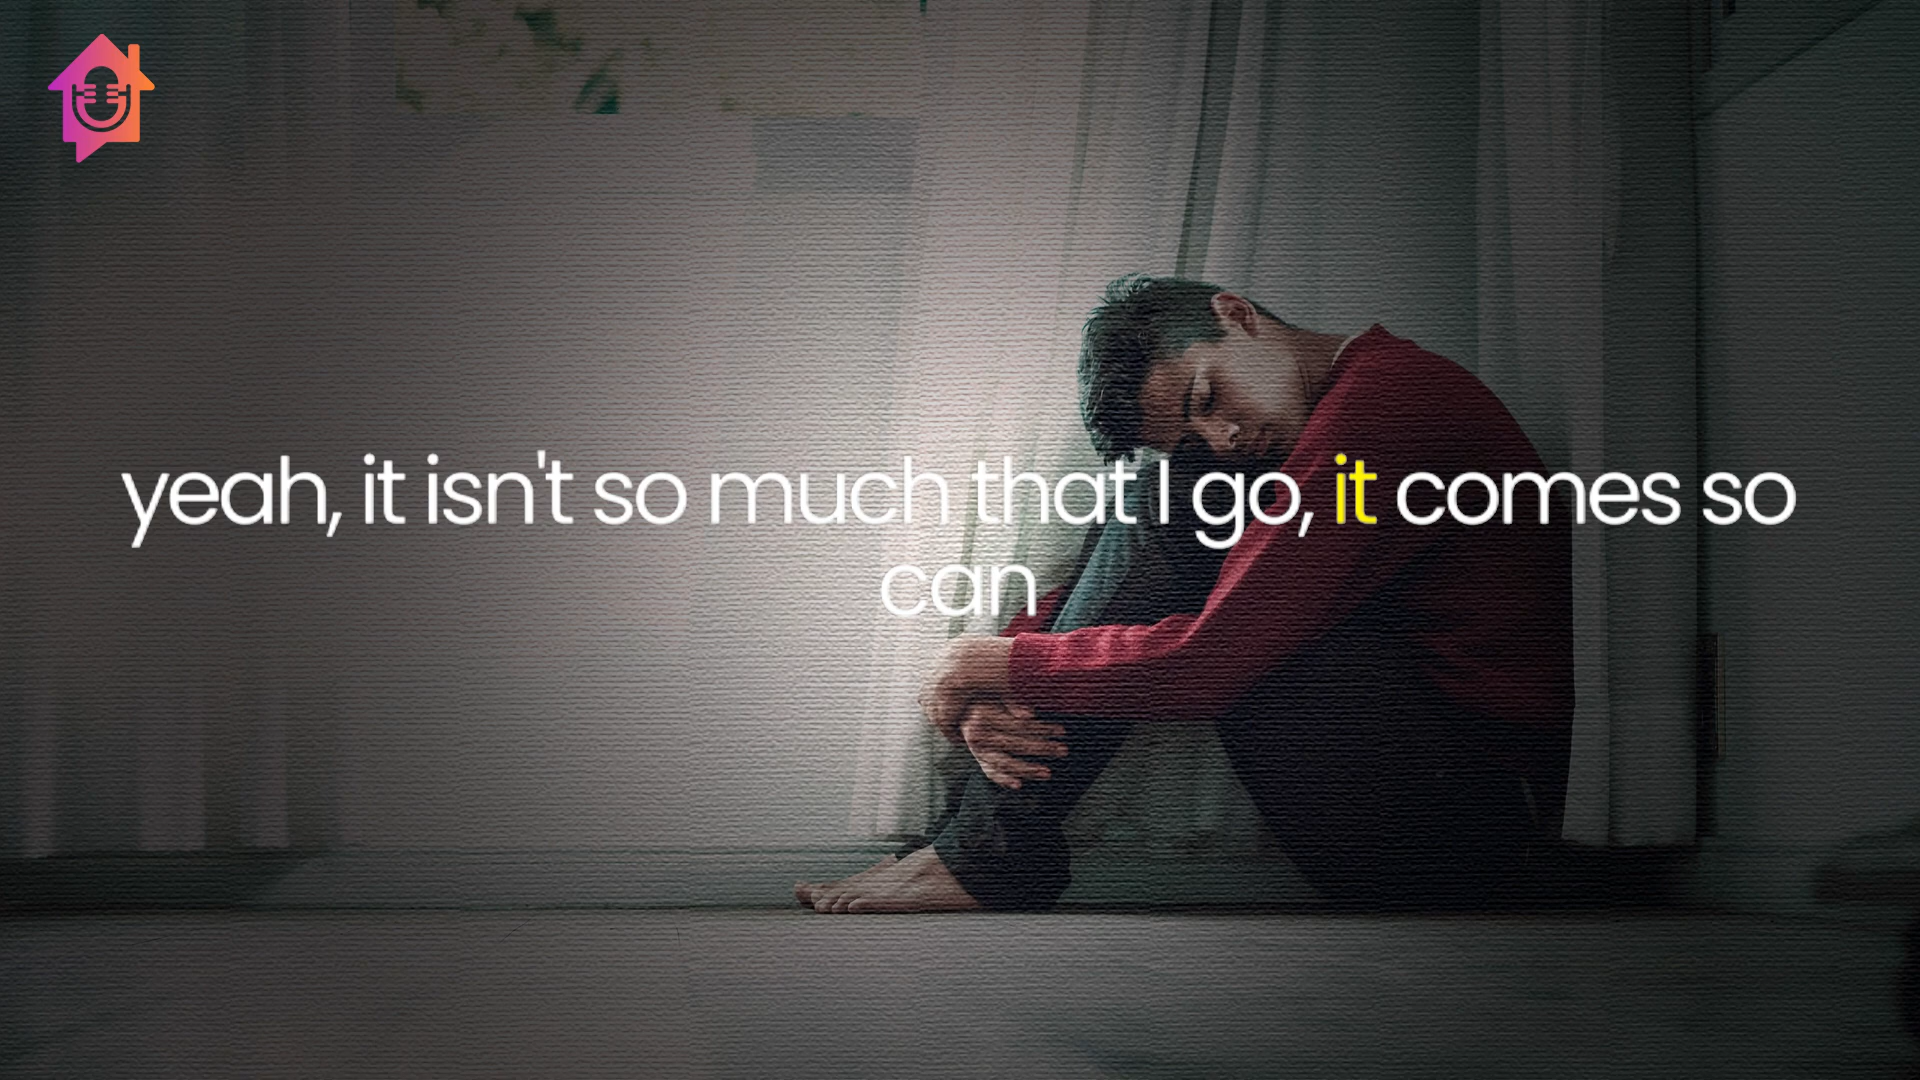 yeah, it isn't so much that I go, it comes so
can